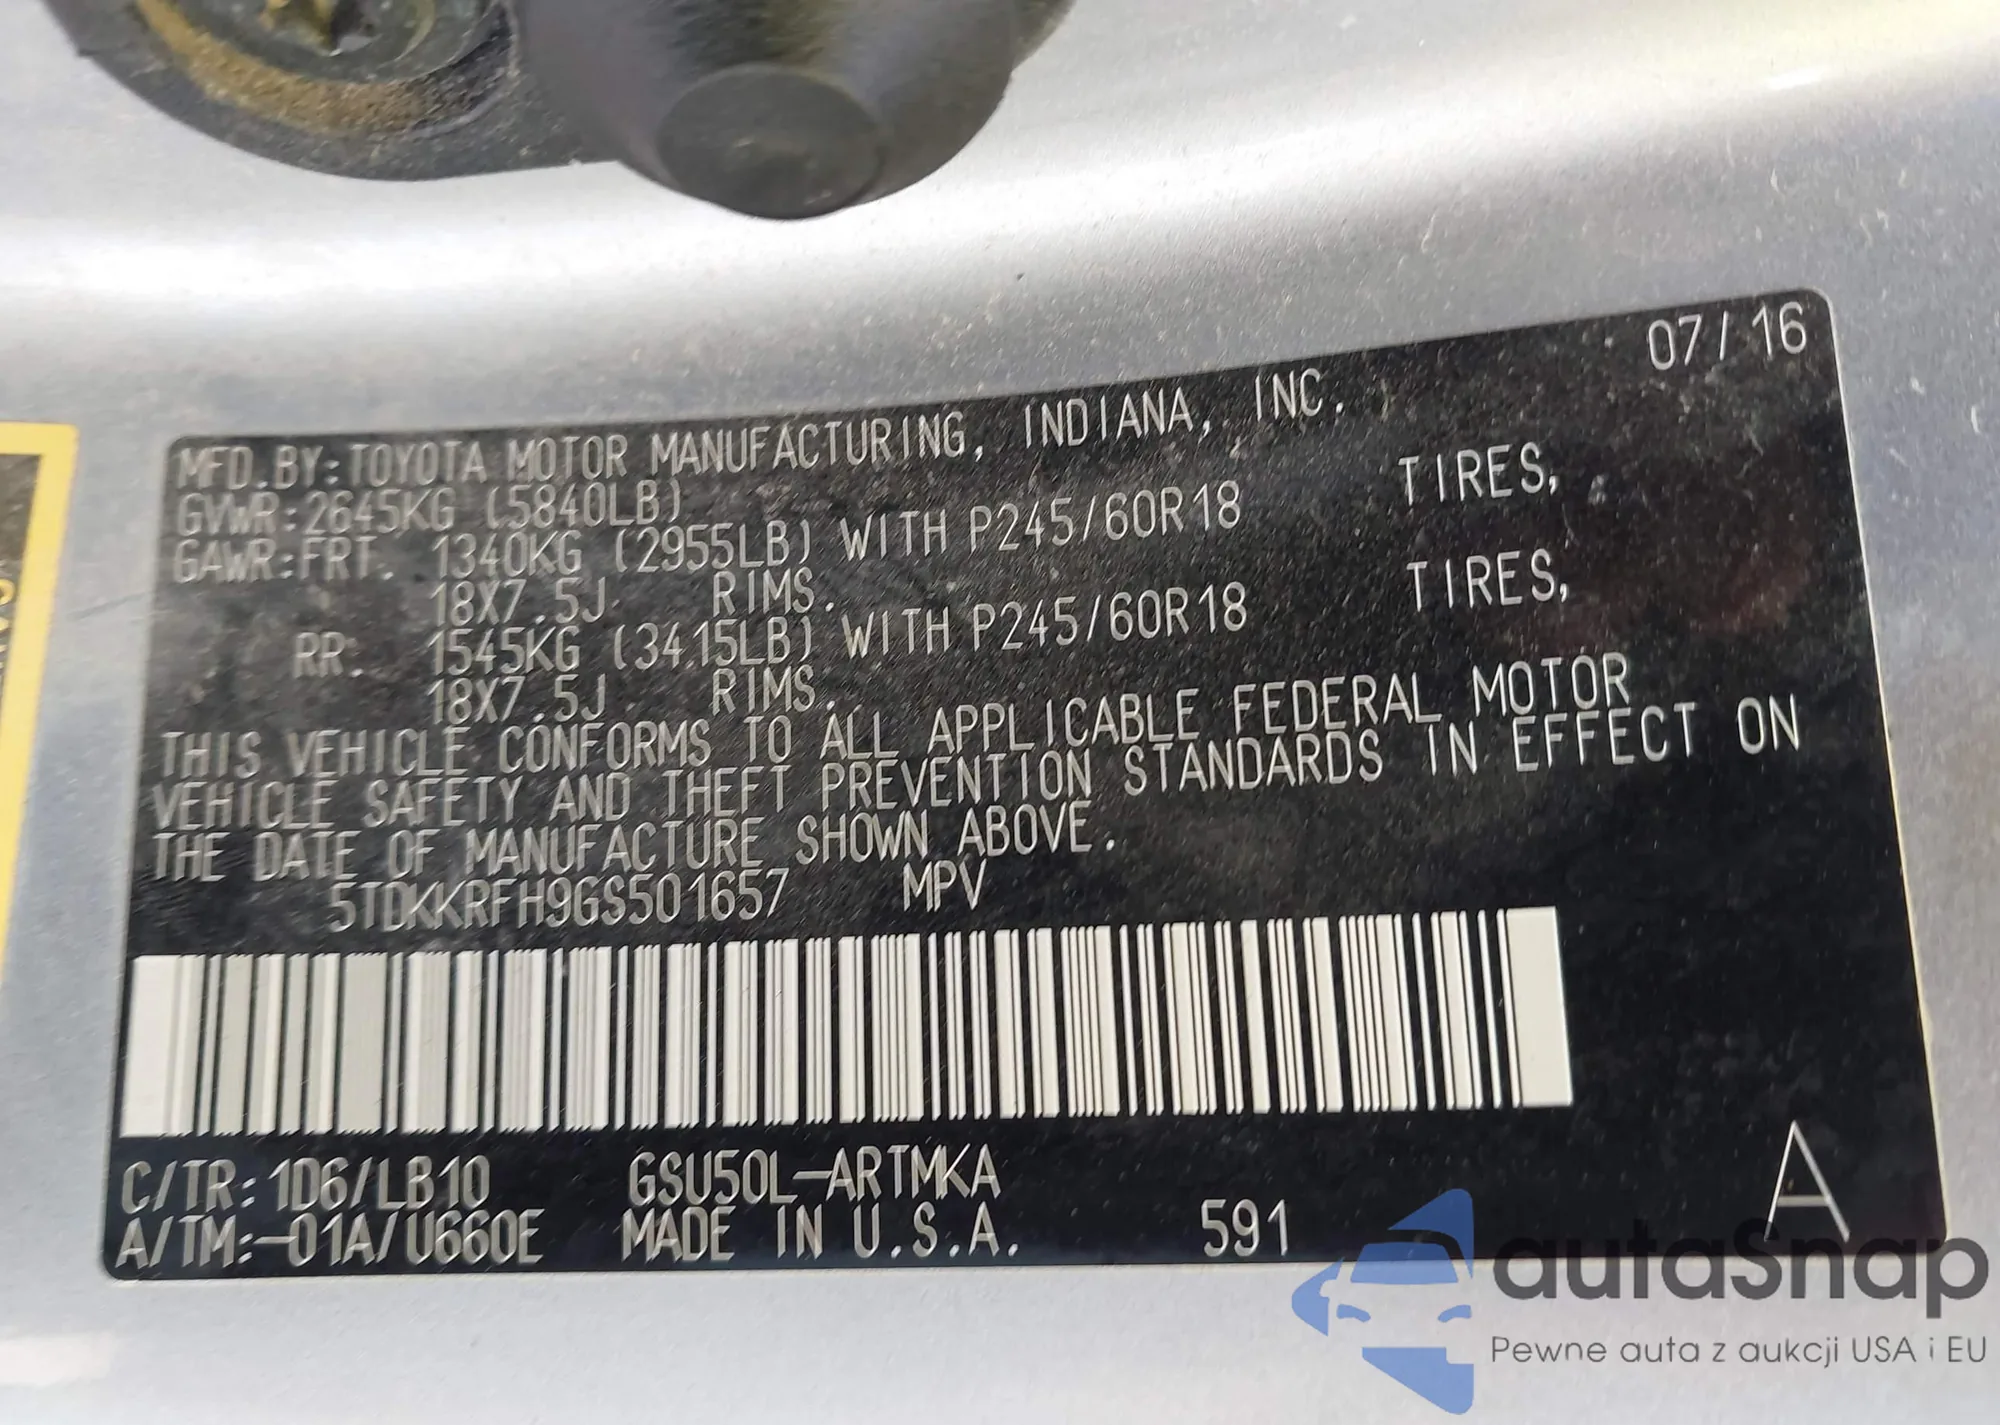 07/16
MFD.BY:TOYOTA MOTOR MANUFACTURING, INDIANA, INC.
GVWR:2645KG (5840LB)
GAWR:FRT. 1340KG (2955LB) WITH P245/60R18 TIRES,
18X7.5J RIMS.
RR: 1545KG (3415LB) WITH P245/60R18 TIRES,
18X7.5J RIMS.
THIS VEHICLE CONFORMS TO ALL APPLICABLE FEDERAL MOTOR
VEHICLE SAFETY AND THEFT PREVENTION STANDARDS IN EFFECT ON
THE DATE OF MANUFACTURE SHOWN ABOVE.
5TDKKRFH9GS501657 MPV
C/TR:1D6/LB10 GSU50L-ARTMKA
A/TM:-01A/U660E MADE IN U.S.A. 591 A
autaSnap
Pewne auta z aukcji USA i EU